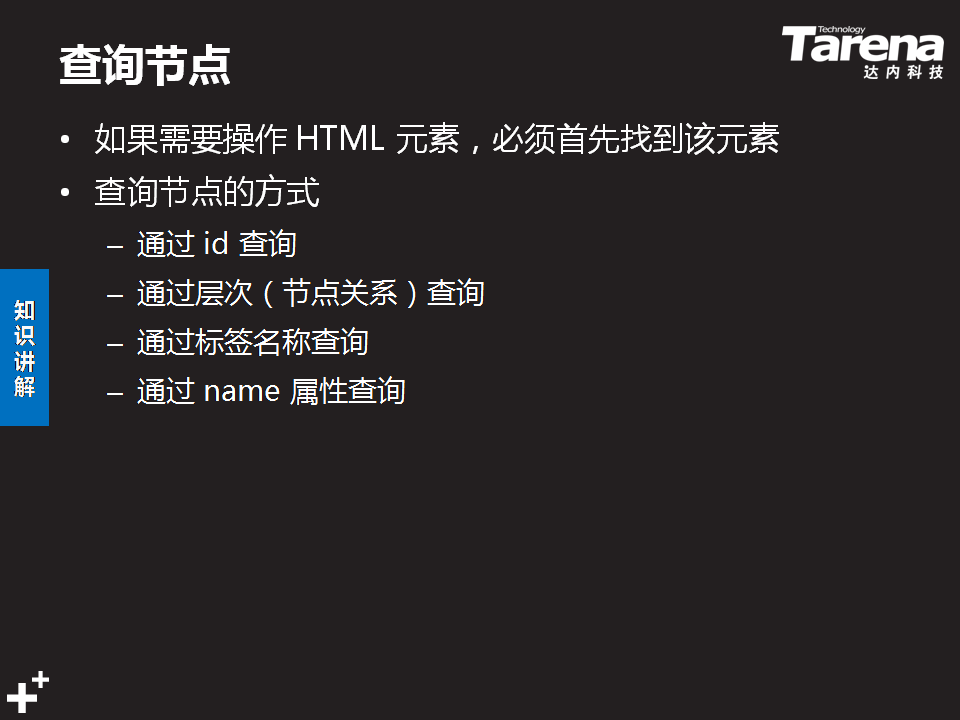 查询节点
Technology
Tarena
达内科技
• 如果需要操作 HTML 元素，必须首先找到该元素
• 查询节点的方式
– 通过 id 查询
– 通过层次（节点关系）查询
– 通过标签名称查询
– 通过 name 属性查询
知识讲解